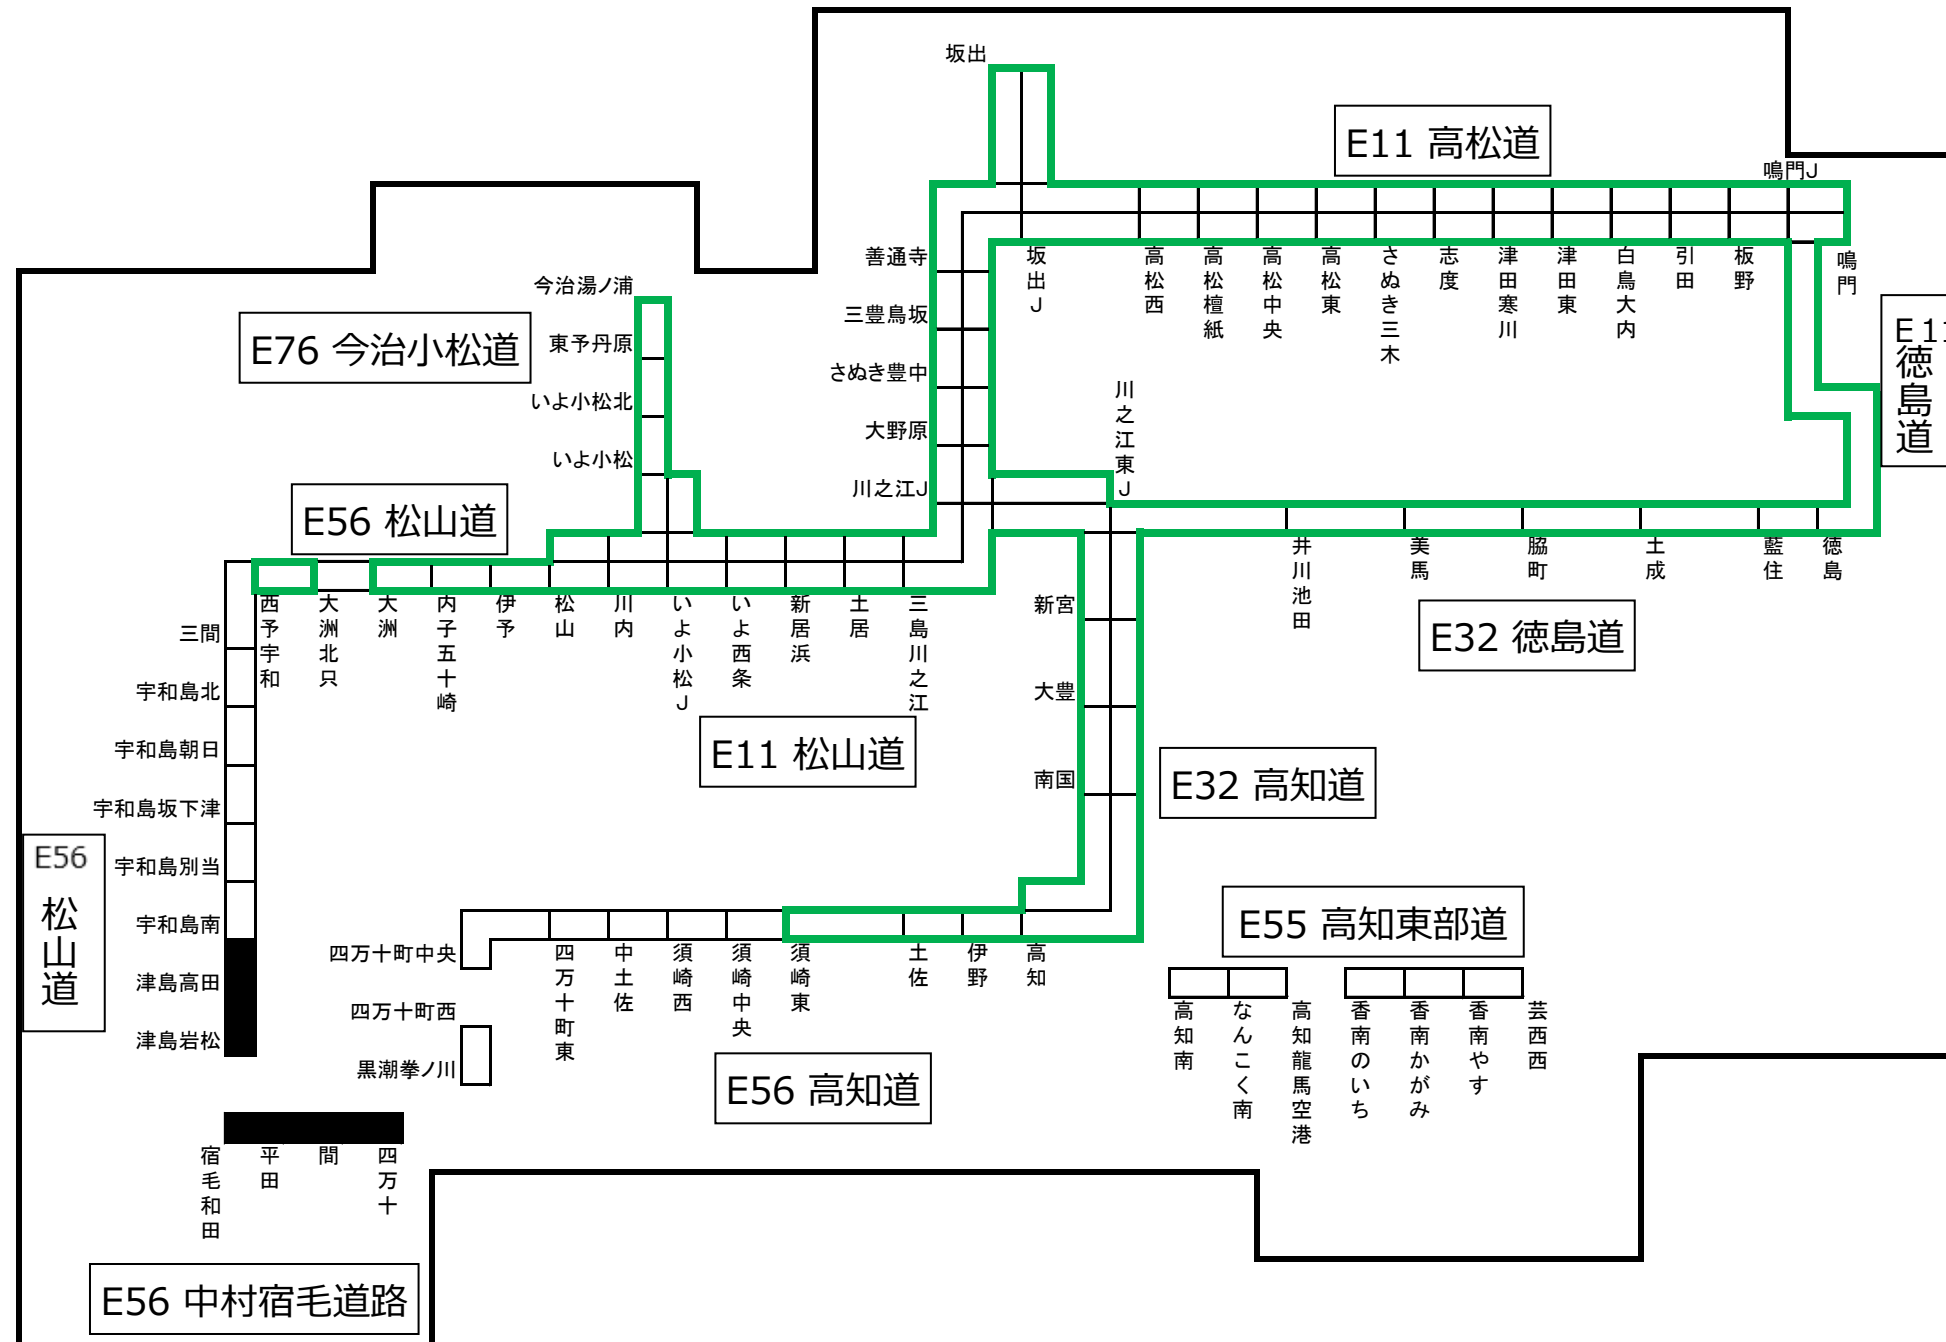 坂出
E11 高松道
鳴門J
善通寺
三豊鳥坂
さぬき豊中
大野原
川之江J
坂出J
高松西
高松檀紙
高松中央
高松東
さぬき三木
志度
津田寒川
津田東
白鳥大内
引田
板野
鳴門
E11
徳島道
今治湯ノ浦
東予丹原
いよ小松北
いよ小松
E76 今治小松道
E56 松山道
川之江東J
西予宇和
大洲北只
大洲
内子五十崎
伊予
松山
川内
いよ小松J
いよ西条
新居浜
土居
三島川之江
E11 松山道
新宮
大豊
南国
E32 高知道
井川池田
美馬
脇町
土成
藍住
徳島
E32 徳島道
三間
宇和島北
宇和島朝日
宇和島坂下津
宇和島別当
宇和島南
津島高田
津島岩松
E56
松山道
四万十町中央
四万十町西
黒潮拳ノ川
四万十町東
中土佐
須崎西
須崎中央
須崎東
土佐
伊野
高知
E56 高知道
E55 高知東部道
高知南
なんこく南
高知龍馬空港
香南のいち
香南かがみ
香南やす
芸西西
宿毛和田
平田
間
四万十
E56 中村宿毛道路